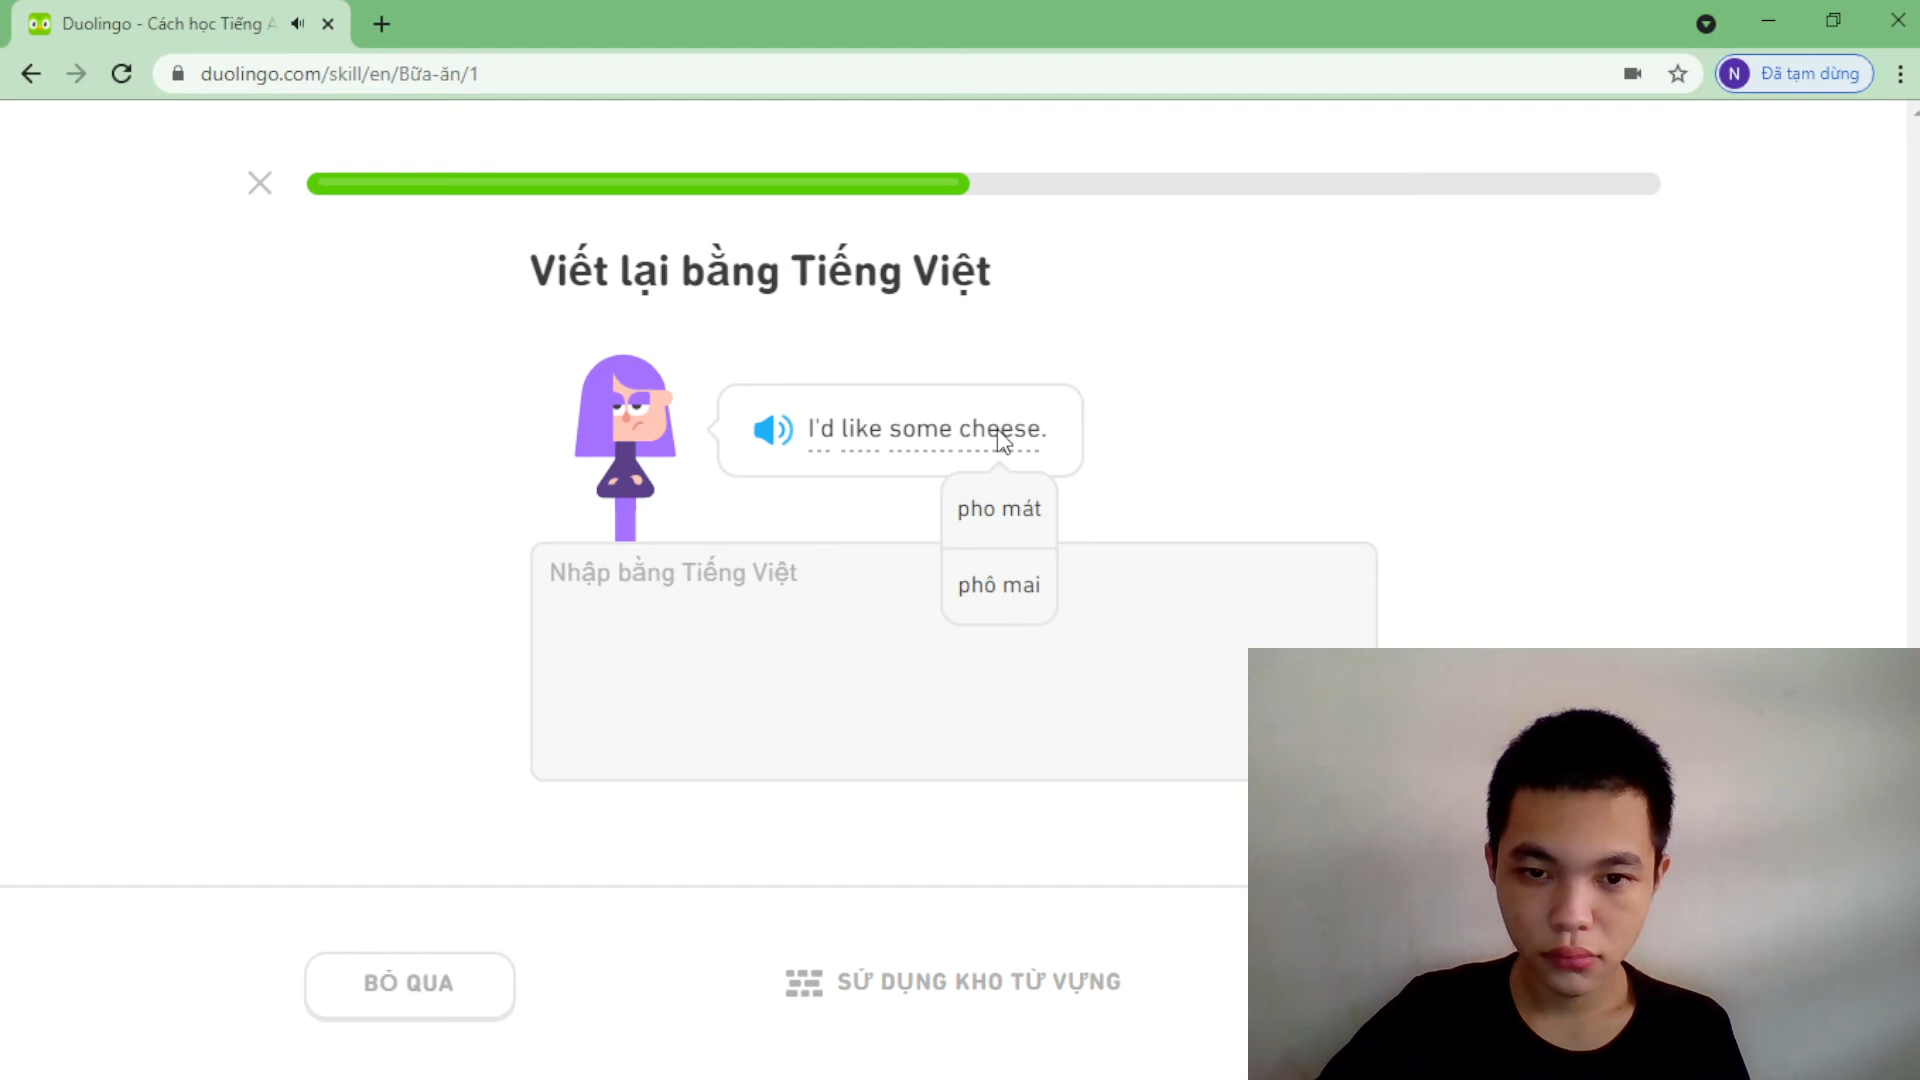 Duolingo - Cách học Tiếng A
duolingo.com/skill/en/Bữa-ăn/1
N Đã tạm dừng
Viết lại bằng Tiếng Việt
I'd like some cheese.
pho mát
phô mai
Nhập bằng Tiếng Việt
BỎ QUA
SỬ DỤNG KHO TỪ VỰNG